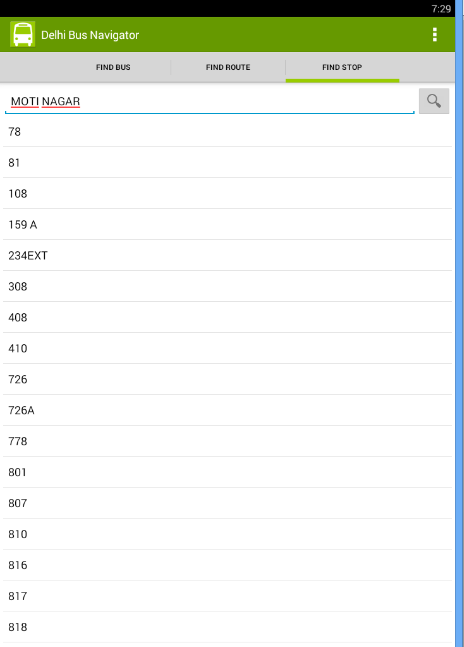 7:29
Delhi Bus Navigator
FIND BUS FIND ROUTE FIND STOP
MOTI NAGAR
78
81
108
159 A
234EXT
308
408
410
726
726A
778
801
807
810
816
817
818